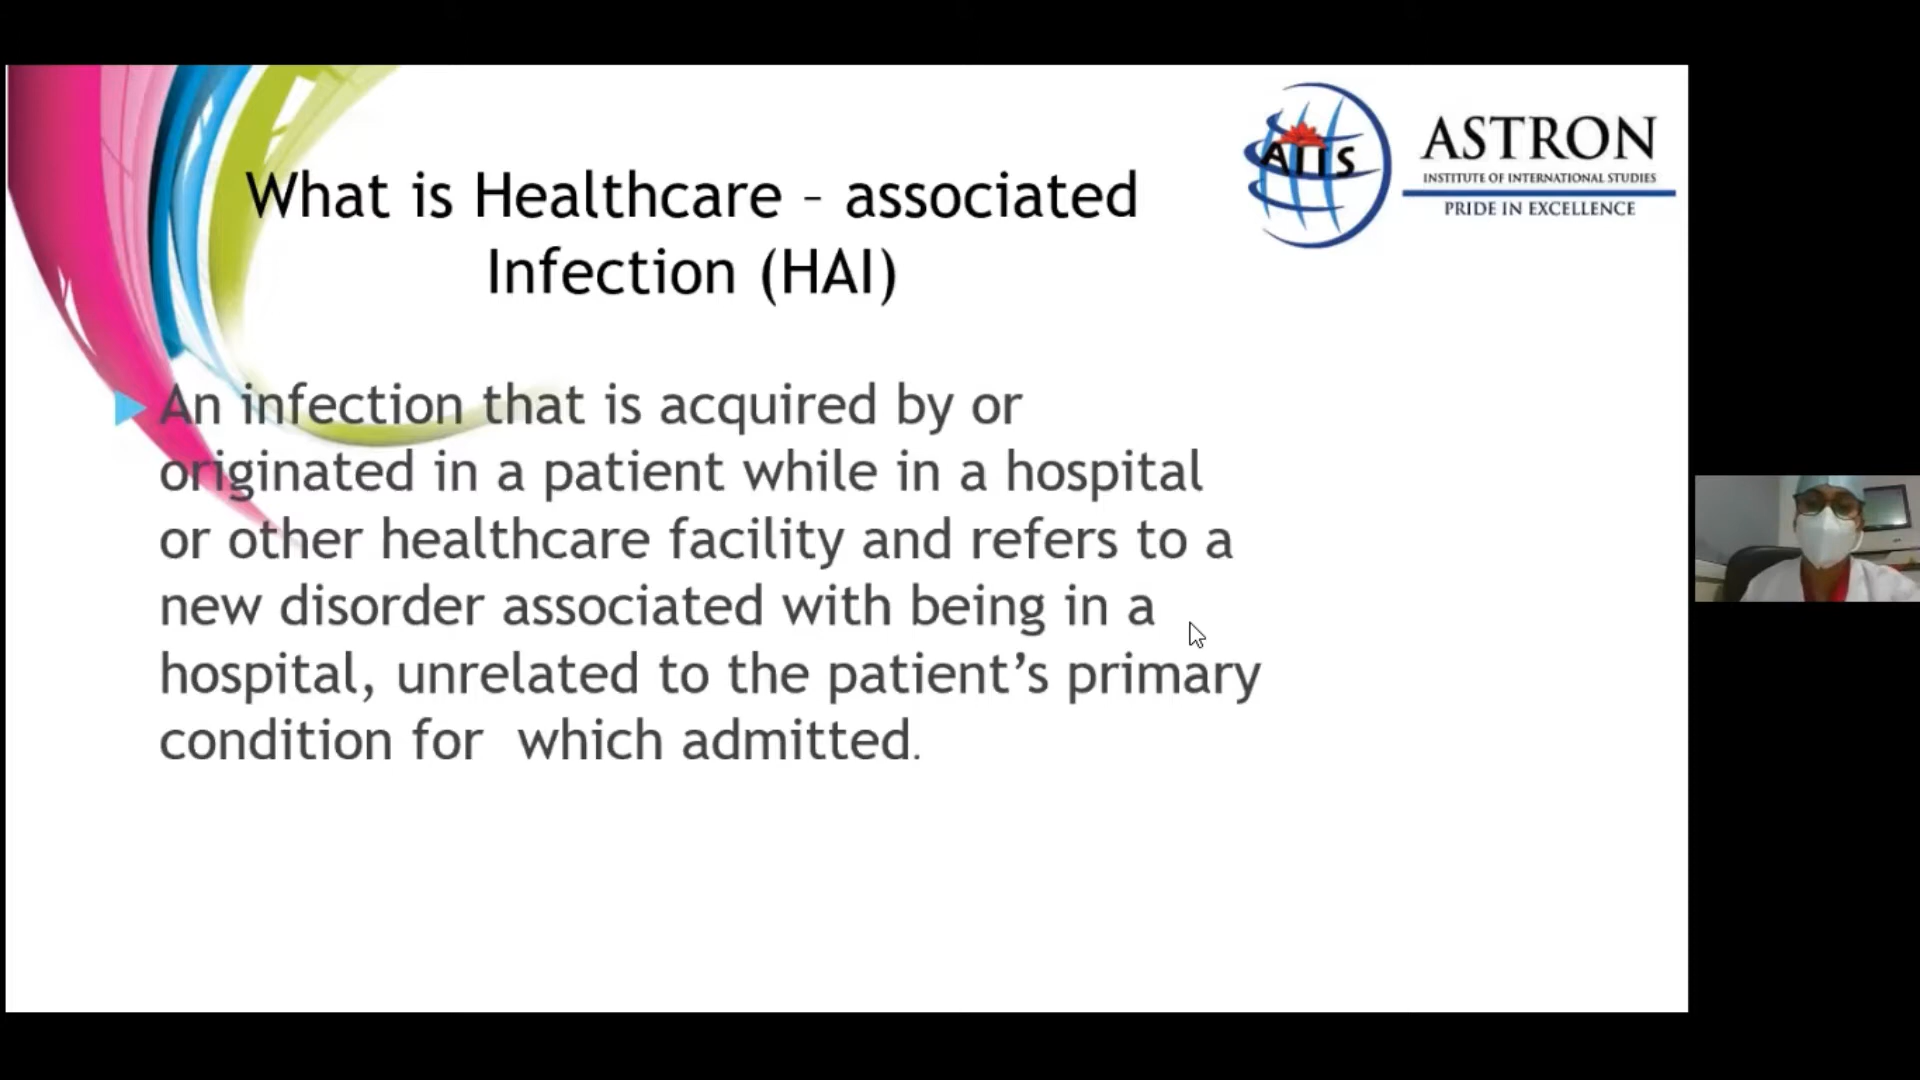 What is Healthcare – associated
Infection (HAI)
AIIS
ASTRON
INSTITUTE OF INTERNATIONAL STUDIES
PRIDE IN EXCELLENCE
An infection that is acquired by or
originated in a patient while in a hospital
or other healthcare facility and refers to a
new disorder associated with being in a
hospital, unrelated to the patient’s primary
condition for which admitted.